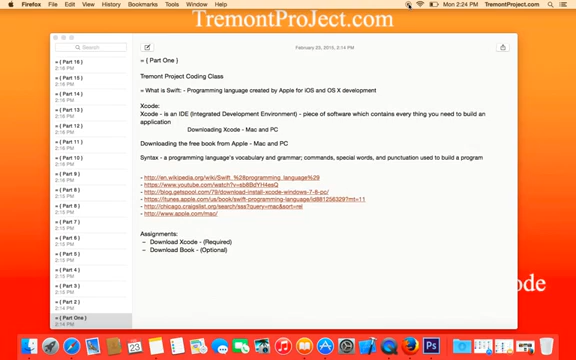 Firefox File Edit View History Bookmarks Tools Window Help
Mon 2:24 PM TremontProject.com
TremontProJect.com
Search
February 23, 2015, 2:14 PM
= { Part 16 }
2:16 PM
= { Part 15 }
2:16 PM
= { Part 14 }
2:16 PM
= { Part 13 }
2:16 PM
= { Part 12 }
2:16 PM
= { Part 11 }
2:16 PM
= { Part 10 }
2:16 PM
= { Part 9 }
2:16 PM
2:15 PM
= { Part 7 }
2:15 PM
2:15 PM
= { Part 5 }
2:15 PM
= { Part 4 }
2:15 PM
= { Part 3 }
2:15 PM
= { Part 2 }
2:14 PM
= { Part One }
2:14 PM
= { Part One }
Tremont Project Coding Class
= What is Swift: - Programming language created by Apple for iOS and OS X development
Xcode:
Xcode - is an IDE (Integrated Development Environment) - piece of software which contains every thing you need to build an
application
Downloading Xcode - Mac and PC
Downloading the free book from Apple - Mac and PC
Syntax - a programming language's vocabulary and grammar; commands, special words, and punctuation used to build a program
- http://en.wikipedia.org/wiki/Swift_%28programming_language%29
- https://www.youtube.com/watch?v=sbBBdYH4esQ
- http://blog.getspool.com/79/download-install-xcode-windows-7-8-pc/
- https://itunes.apple.com/us/book/swift-programming-language/id881256329?mt=11
- http://chicago.craigslist.org/search/sss?query=mac&sort=rel
- http://www.apple.com/mac/
Assignments:
– Download Xcode - (Required)
– Download Book - (Optional)
ode